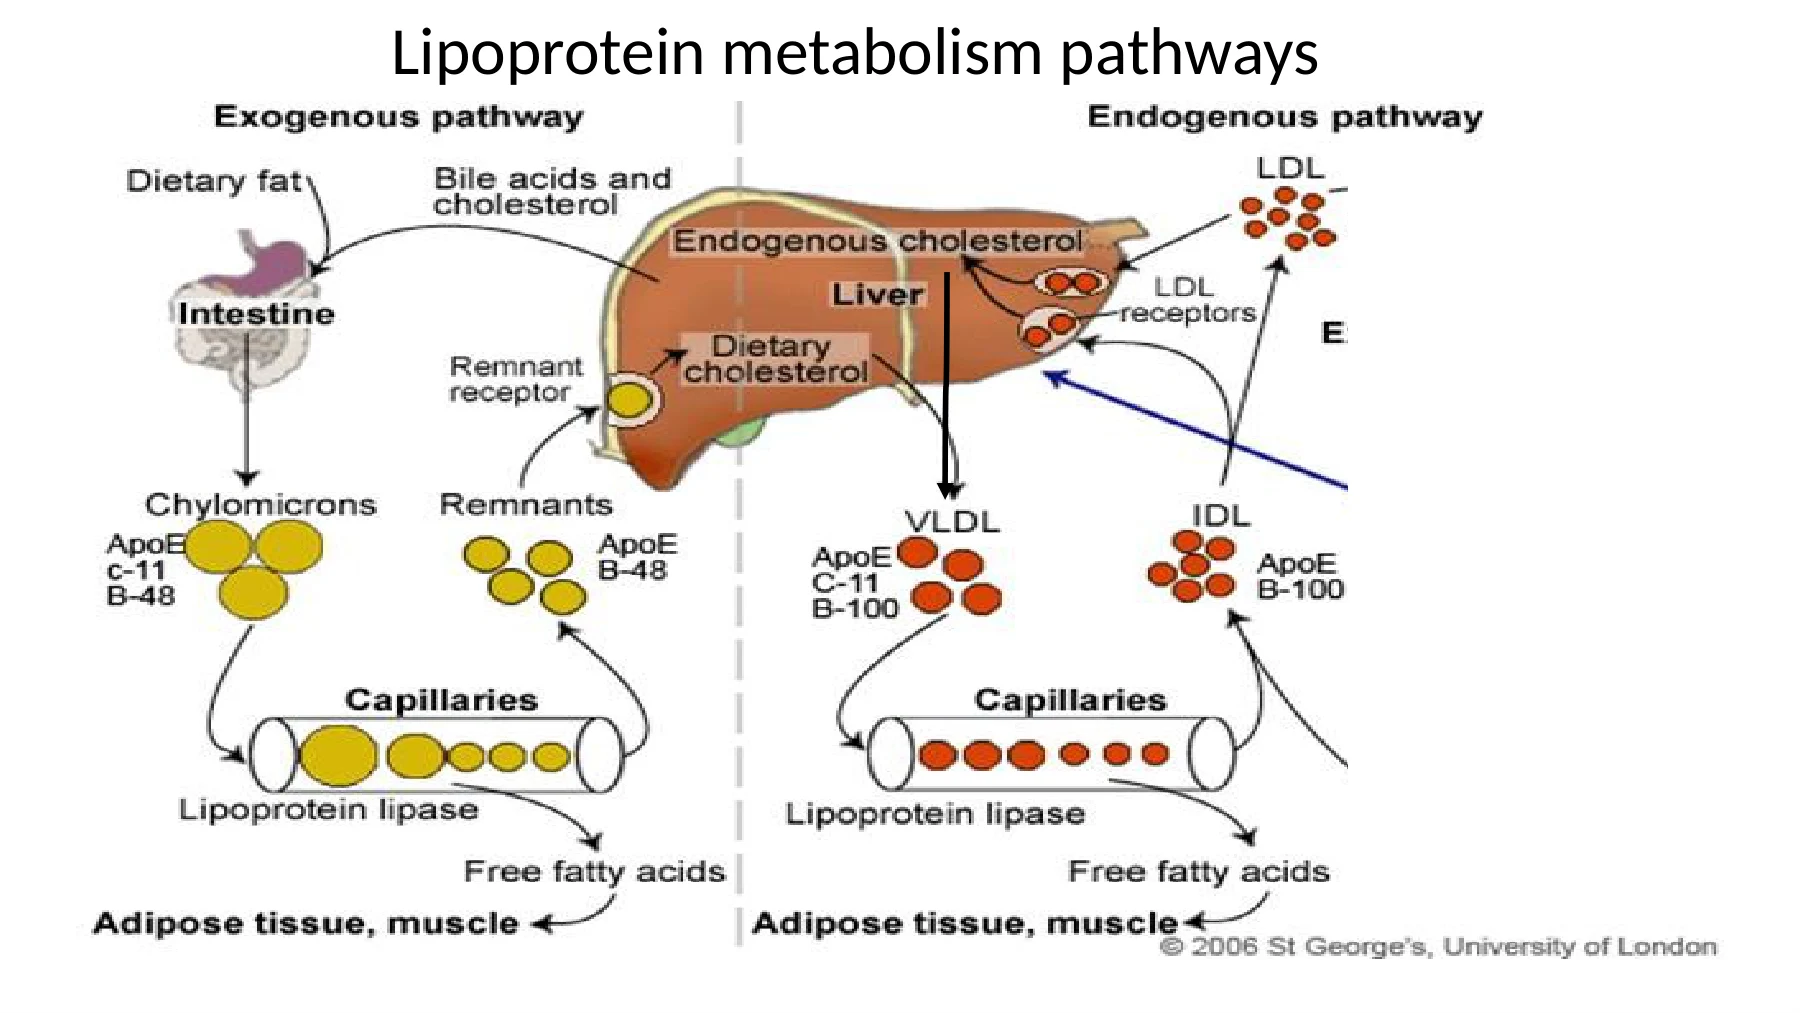 Lipoprotein metabolism pathways
Exogenous pathway
Endogenous pathway
Dietary fat
Bile acids and
cholesterol
LDL
Endogenous cholesterol
Liver
LDL
receptors
Intestine
E
Dietary
cholesterol
Remnant
receptor
Chylomicrons
ApoE
c-11
B-48
Remnants
ApoE
B-48
VLDL
ApoE
C-11
B-100
IDL
ApoE
B-100
Capillaries
Lipoprotein lipase
Free fatty acids
Adipose tissue, muscle
Capillaries
Lipoprotein lipase
Free fatty acids
Adipose tissue, muscle
© 2006 St George's, University of London